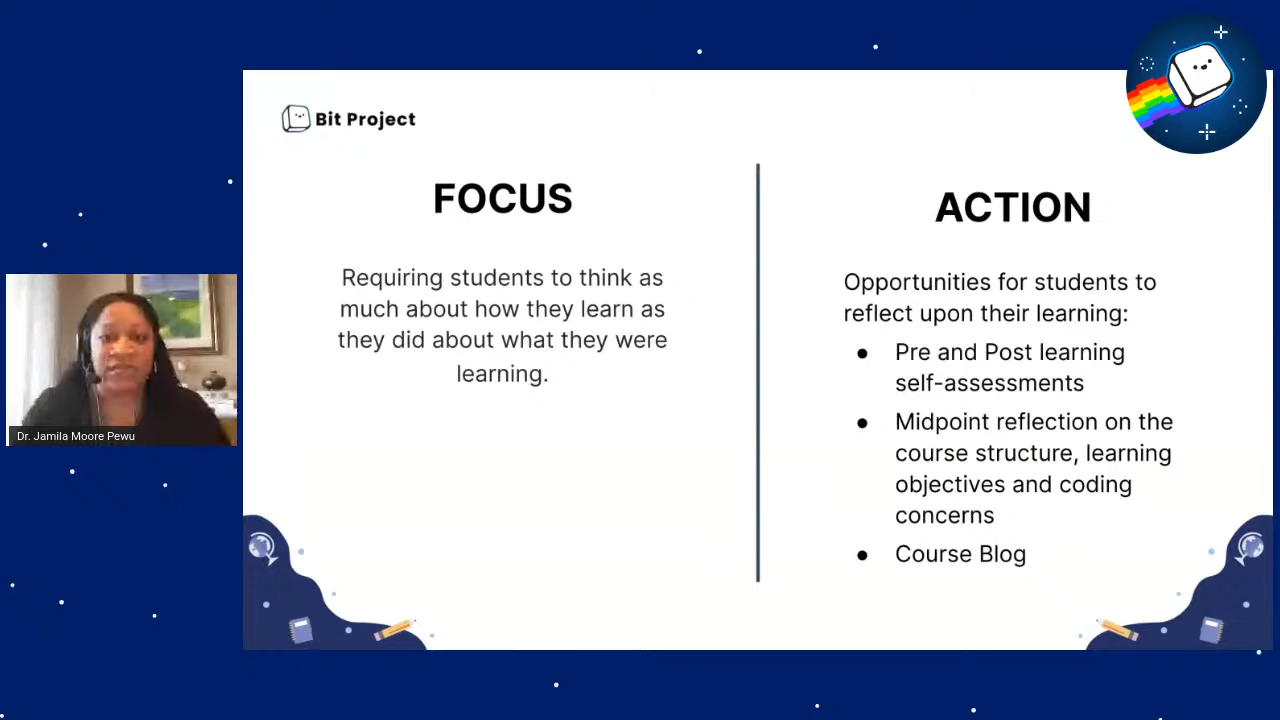 Bit Project
FOCUS
Requiring students to think as
much about how they learn as
they did about what they were
learning.
ACTION
Opportunities for students to
reflect upon their learning:
● Pre and Post learning
self-assessments
● Midpoint reflection on the
course structure, learning
objectives and coding
concerns
● Course Blog
Dr. Jamila Moore Pewu